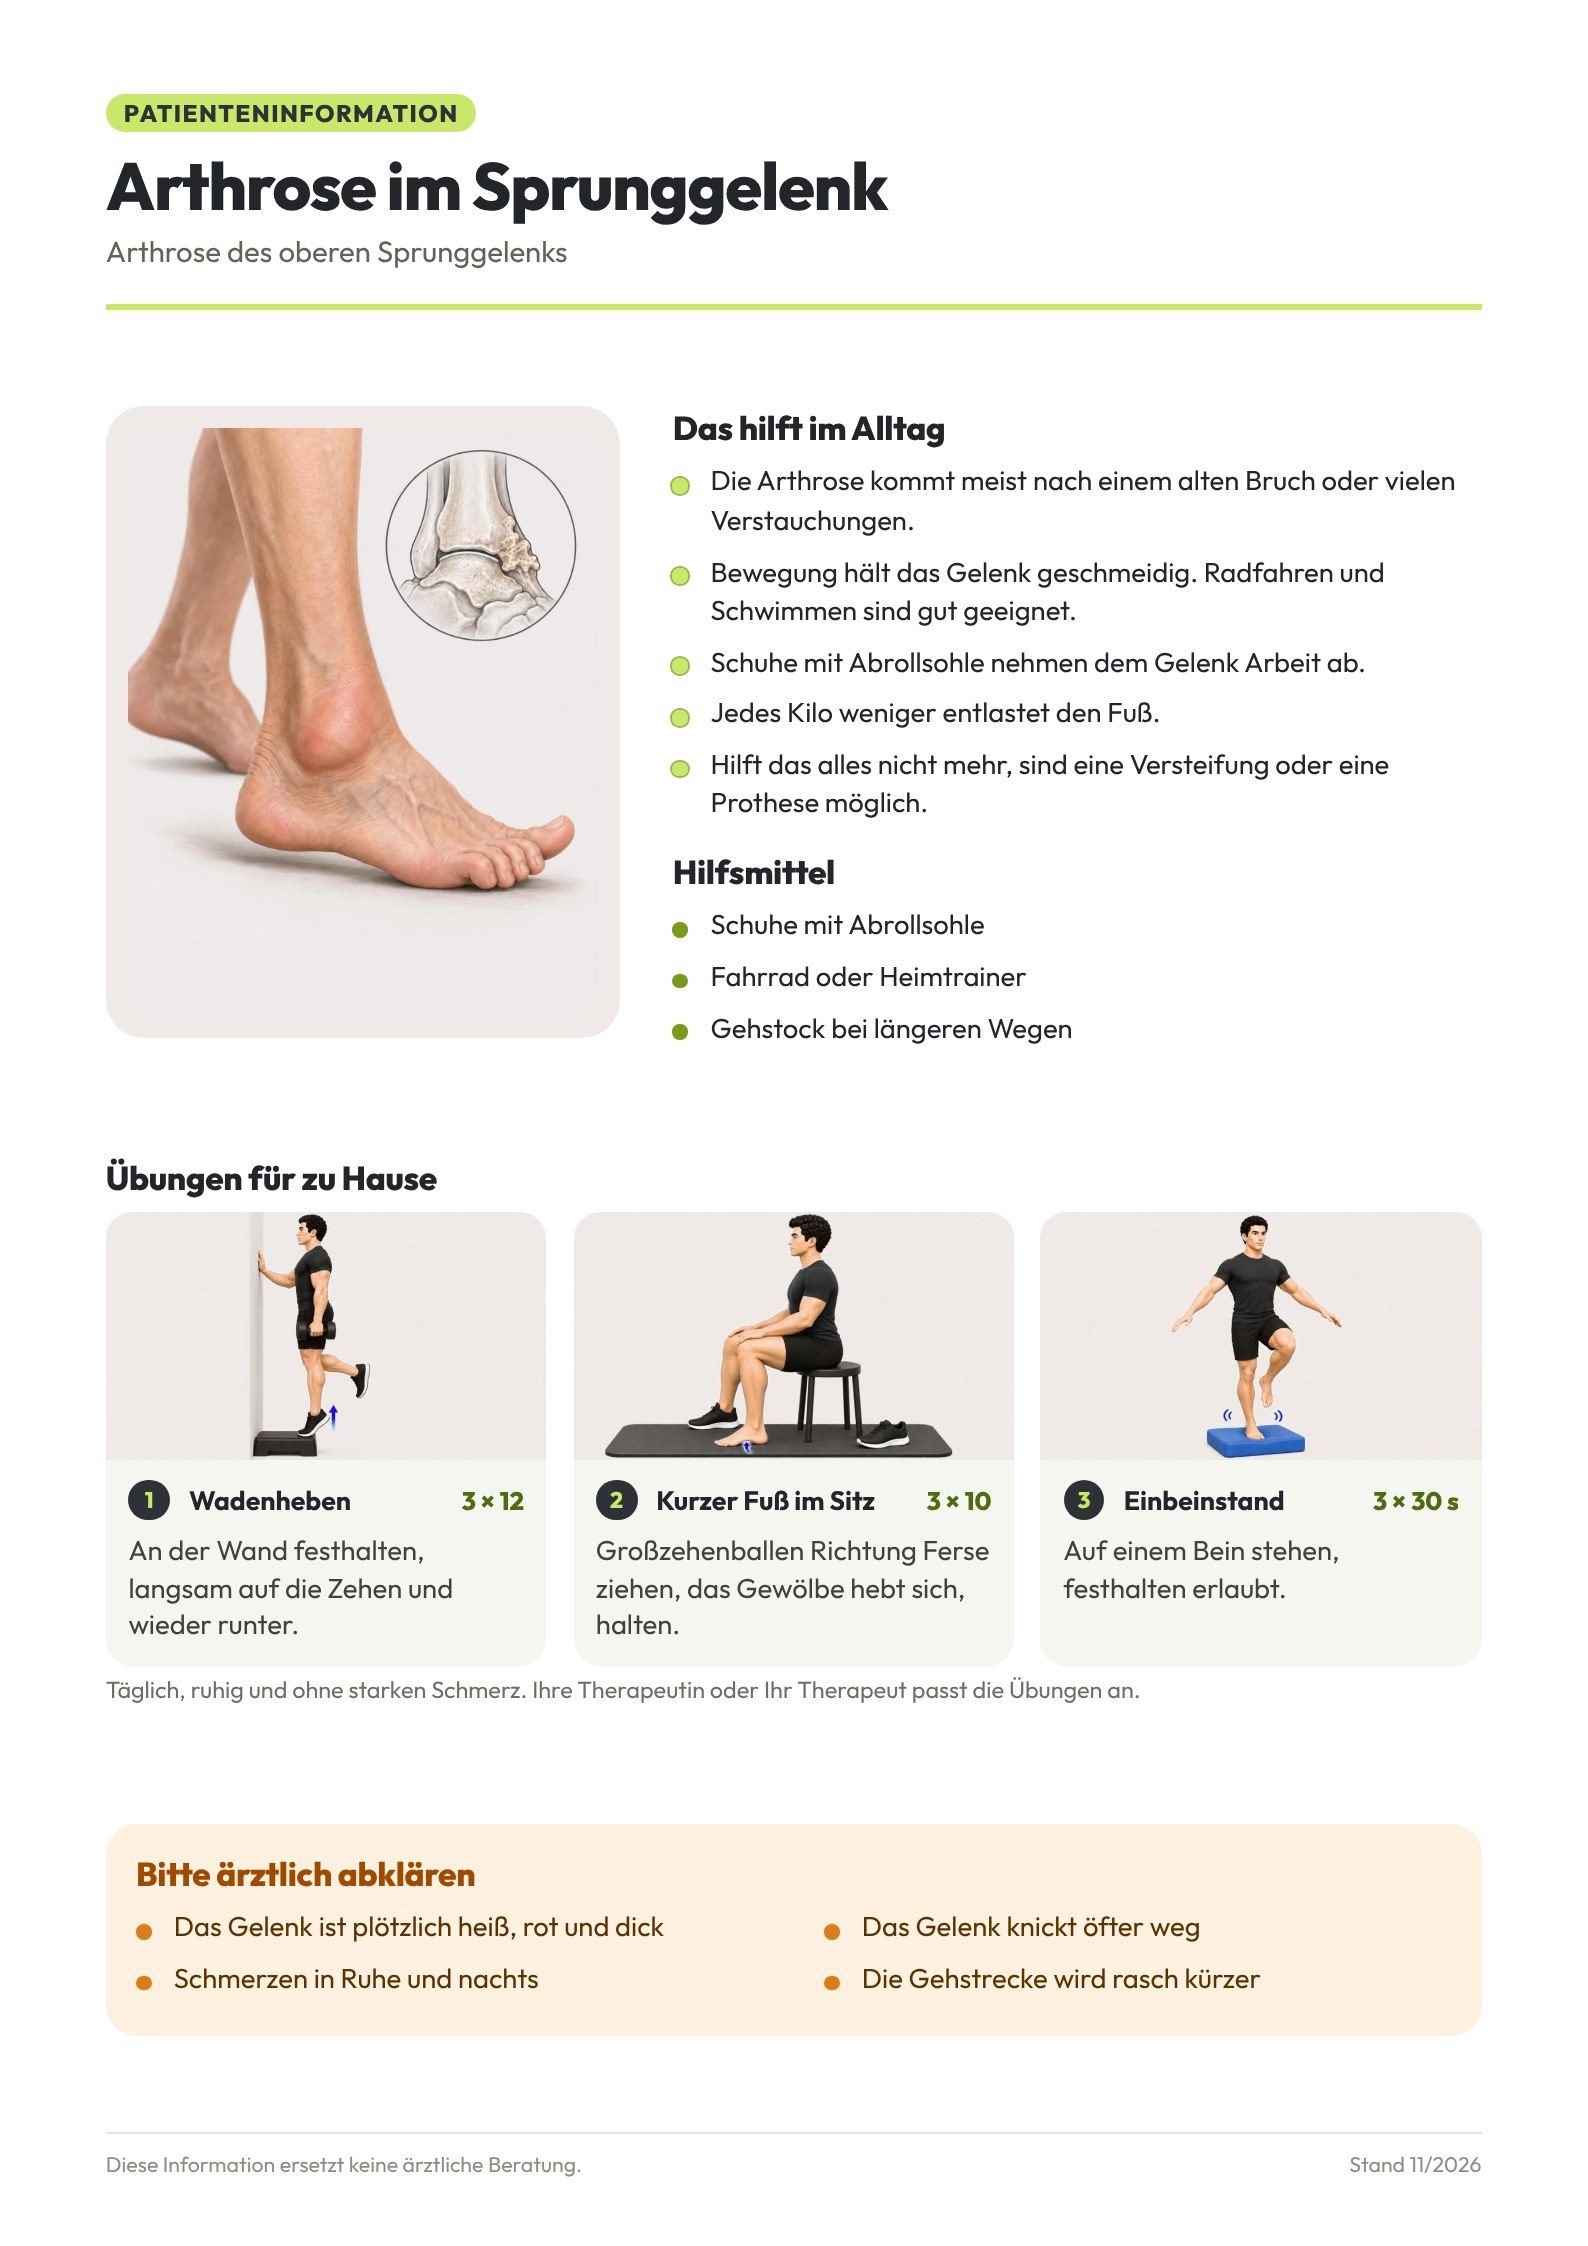 PATIENTENINFORMATION
Arthrose im Sprunggelenk
Arthrose des oberen Sprunggelenks
Das hilft im Alltag
Die Arthrose kommt meist nach einem alten Bruch oder vielen
Verstauchungen.
Bewegung hält das Gelenk geschmeidig. Radfahren und
Schwimmen sind gut geeignet.
Schuhe mit Abrollsohle nehmen dem Gelenk Arbeit ab.
Jedes Kilo weniger entlastet den Fuß.
Hilft das alles nicht mehr, sind eine Versteifung oder eine
Prothese möglich.
Hilfsmittel
Schuhe mit Abrollsohle
Fahrrad oder Heimtrainer
Gehstock bei längeren Wegen
Übungen für zu Hause
1 Wadenheben 3 × 12
An der Wand festhalten,
langsam auf die Zehen und
wieder runter.
2 Kurzer Fuß im Sitz 3 × 10
Großzehenballen Richtung Ferse
ziehen, das Gewölbe hebt sich,
halten.
3 Einbeinstand 3 × 30 s
Auf einem Bein stehen,
festhalten erlaubt.
Täglich, ruhig und ohne starken Schmerz. Ihre Therapeutin oder Ihr Therapeut passt die Übungen an.
Bitte ärztlich abklären
Das Gelenk ist plötzlich heiß, rot und dick
Schmerzen in Ruhe und nachts
Das Gelenk knickt öfter weg
Die Gehstrecke wird rasch kürzer
Diese Information ersetzt keine ärztliche Beratung.
Stand 11/2026